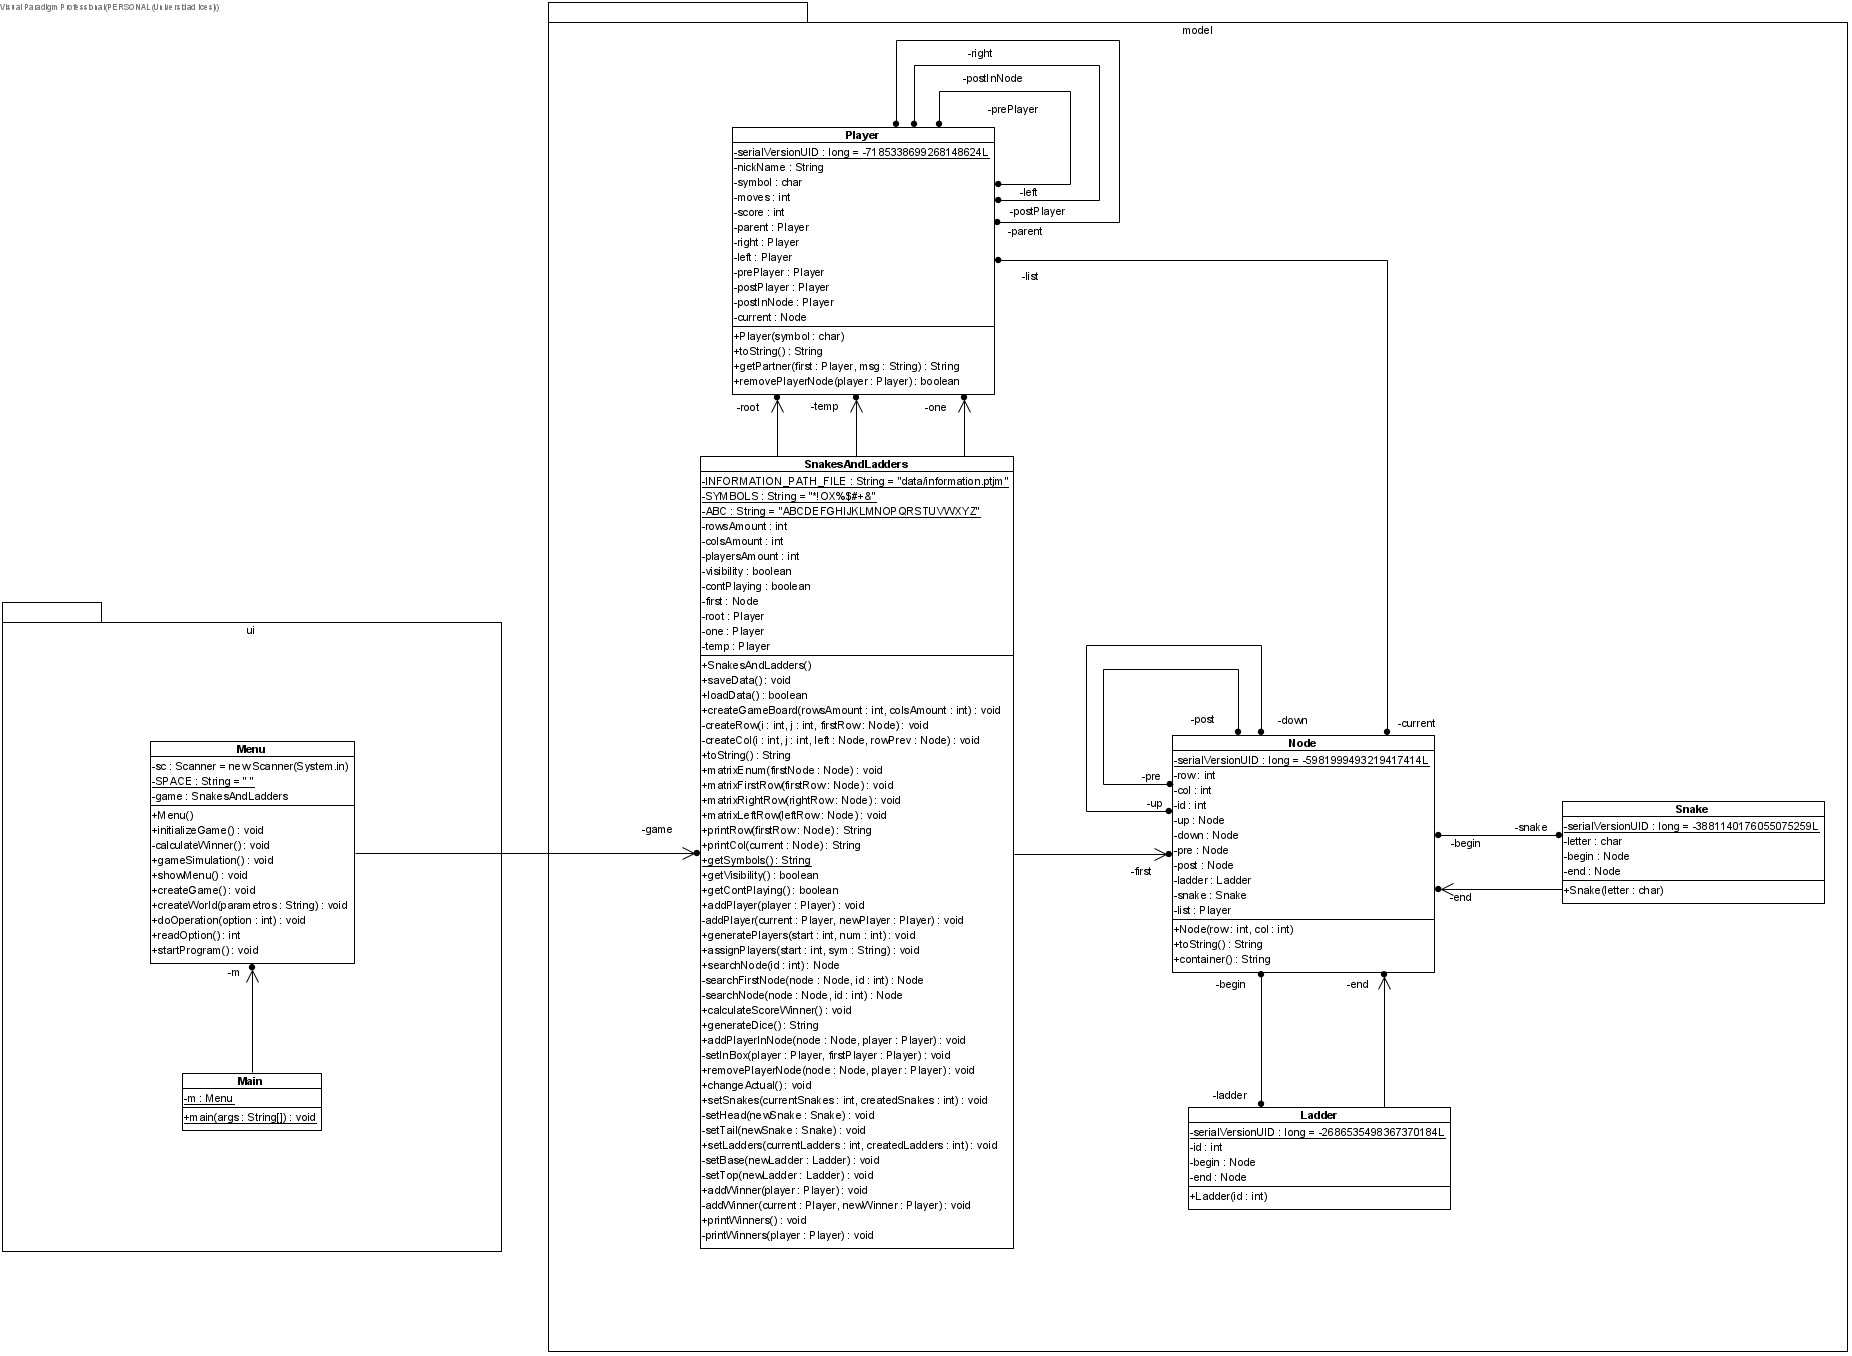 Visual Paradigm Professional(PERSONAL(Universidad Icesi))
model
-right
-postInNode
-prePlayer
Player
-serialVersionUID : long = -7185338699268148624L
-nickName : String
-symbol : char
-moves : int
-score : int
-parent : Player
-right : Player
-left : Player
-prePlayer : Player
-postPlayer : Player
-postInNode : Player
-current : Node
+Player(symbol : char)
+toString() : String
+getPartner(first : Player, msg : String) : String
+removePlayerNode(player : Player) : boolean
-left
-postPlayer
-parent
-list
-root
-temp
-one
SnakesAndLadders
-INFORMATION_PATH_FILE : String = "data/information.ptjm"
-SYMBOLS : String = "*!OX%$#+&"
-ABC : String = "ABCDEFGHIJKLMNOPQRSTUVWXYZ"
-rowsAmount : int
-colsAmount : int
-playersAmount : int
-visibility : boolean
-contPlaying : boolean
-first : Node
-root : Player
-one : Player
-temp : Player
+SnakesAndLadders()
+saveData() : void
+loadData() : boolean
+createGameBoard(rowsAmount : int, colsAmount : int) : void
-createRow(i : int, j : int, firstRow : Node) : void
-createCol(i : int, j : int, left : Node, rowPrev : Node) : void
+toString() : String
+matrixEnum(firstNode : Node) : void
+matrixFirstRow(firstRow : Node) : void
+matrixRightRow(rightRow : Node) : void
+matrixLeftRow(leftRow : Node) : void
+printRow(firstRow : Node) : String
+printCol(current : Node) : String
+getSymbols() : String
+getVisibility() : boolean
+getContPlaying() : boolean
+addPlayer(player : Player) : void
-addPlayer(current : Player, newPlayer : Player) : void
+generatePlayers(start : int, num : int) : void
+assignPlayers(start : int, sym : String) : void
+searchNode(id : int) : Node
-searchFirstNode(node : Node, id : int) : Node
-searchNode(node : Node, id : int) : Node
+calculateScoreWinner() : void
+generateDice() : String
+addPlayerInNode(node : Node, player : Player) : void
-setInBox(player : Player, firstPlayer : Player) : void
+removePlayerNode(node : Node, player : Player) : void
+changeActual() : void
+setSnakes(currentSnakes : int, createdSnakes : int) : void
-setHead(newSnake : Snake) : void
-setTail(newSnake : Snake) : void
+setLadders(currentLadders : int, createdLadders : int) : void
-setBase(newLadder : Ladder) : void
-setTop(newLadder : Ladder) : void
+addWinner(player : Player) : void
-addWinner(current : Player, newWinner : Player) : void
+printWinners() : void
-printWinners(player : Player) : void
ui
Menu
-sc : Scanner = new Scanner(System.in)
-SPACE : String = " "
-game : SnakesAndLadders
+Menu()
+initializeGame() : void
-calculateWinner() : void
+gameSimulation() : void
+showMenu() : void
+createGame() : void
+createWorld(parametros : String) : void
+doOperation(option : int) : void
+readOption() : int
+startProgram() : void
-game
-m
Main
-m : Menu
+main(args : String[]) : void
-first
-post
-down
-current
-pre
-up
Node
-serialVersionUID : long = -5981999493219417414L
-row : int
-col : int
-id : int
-up : Node
-down : Node
-pre : Node
-post : Node
-ladder : Ladder
-snake : Snake
-list : Player
+Node(row : int, col : int)
+toString() : String
+container() : String
-snake
-begin
-end
Snake
-serialVersionUID : long = -3881140176055075259L
-letter : char
-begin : Node
-end : Node
+Snake(letter : char)
-begin
-end
-ladder
Ladder
-serialVersionUID : long = -2686535498367370184L
-id : int
-begin : Node
-end : Node
+Ladder(id : int)